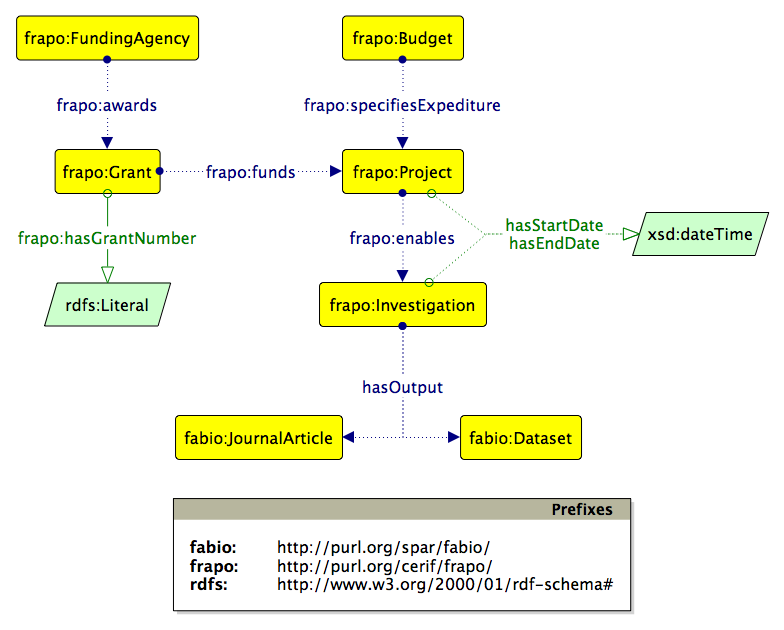 frapo:FundingAgency
frapo:Budget
frapo:awards
frapo:specifiesExpediture
frapo:Grant
frapo:funds
frapo:Project
frapo:hasGrantNumber
frapo:enables
hasStartDate
hasEndDate
xsd:dateTime
rdfs:Literal
frapo:Investigation
hasOutput
fabio:JournalArticle
fabio:Dataset
Prefixes
fabio: http://purl.org/spar/fabio/
frapo: http://purl.org/cerif/frapo/
rdfs: http://www.w3.org/2000/01/rdf-schema#